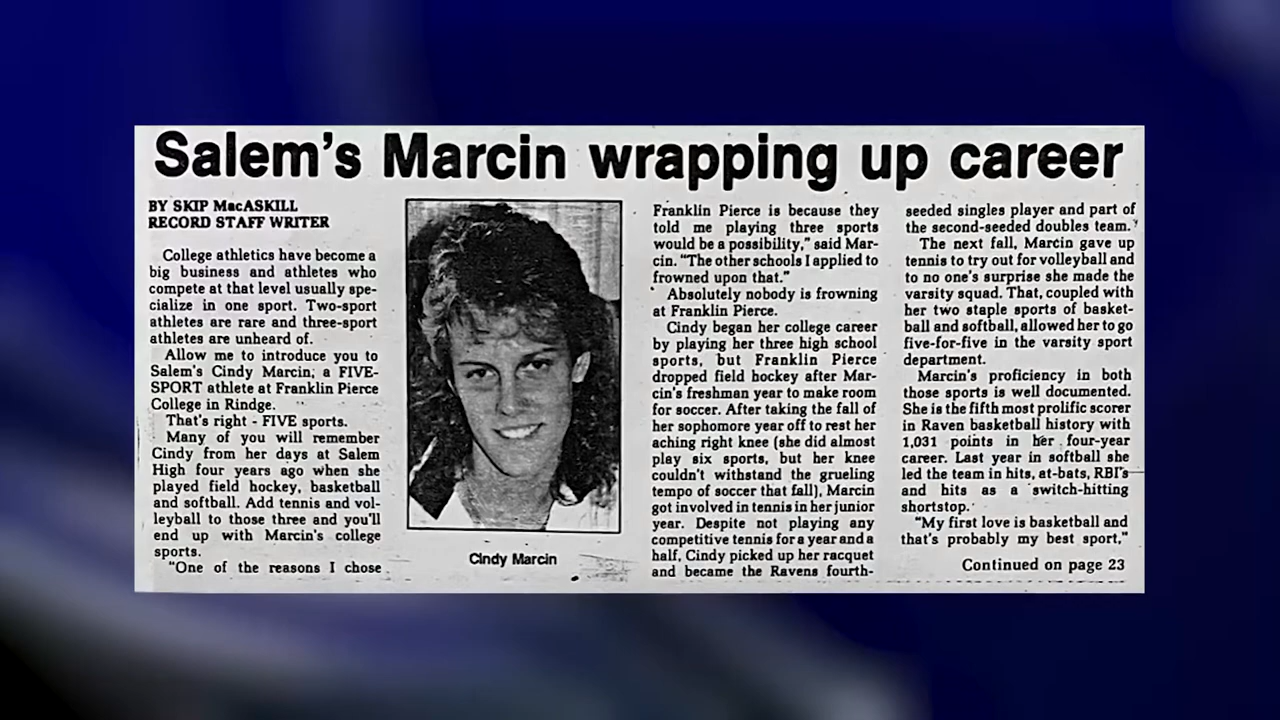 Salem's Marcin wrapping up career
BY SKIP MacASKILL
RECORD STAFF WRITER
College athletics have become a
big business and athletes who
compete at that level usually spe-
cialize in one sport. Two-sport
athletes are rare and three-sport
athletes are unheard of.
Allow me to introduce you to
Salem's Cindy Marcin, a FIVE-
SPORT athlete at Franklin Pierce
College in Rindge.
That's right - FIVE sports.
Many of you will remember
Cindy from her days at Salem
High four years ago when she
played field hockey, basketball
and softball. Add tennis and vol-
leyball to those three and you'll
end up with Marcin's college
sports.
"One of the reasons I chose
Cindy Marcin
Franklin Pierce is because they
told me playing three sports
would be a possibility," said Mar-
cin. "The other schools I applied to
frowned upon that."
Absolutely nobody is frowning
at Franklin Pierce.
Cindy began her college career
by playing her three high school
sports, but Franklin Pierce
dropped field hockey after Mar-
cin's freshman year to make room
for soccer. After taking the fall of
her sophomore year off to rest her
aching right knee (she did almost
play six sports, but her knee
couldn't withstand the grueling
tempo of soccer that fall), Marcin
got involved in tennis in her junior
year. Despite not playing any
competitive tennis for a year and a
half, Cindy picked up her racquet
and became the Ravens fourth-
seeded singles player and part of
the second-seeded doubles team.
The next fall, Marcin gave up
tennis to try out for volleyball and
to no one's surprise she made the
varsity squad. That, coupled with
her two staple sports of basket-
ball and softball, allowed her to go
five-for-five in the varsity sport
department.
Marcin's proficiency in both
those sports is well documented.
She is the fifth most prolific scorer
in Raven basketball history with
1,031 points in her four-year
career. Last year in softball she
led the team in hits, at-bats, RBI's
and hits as a switch-hitting
shortstop.
"My first love is basketball and
that's probably my best sport,"
Continued on page 23